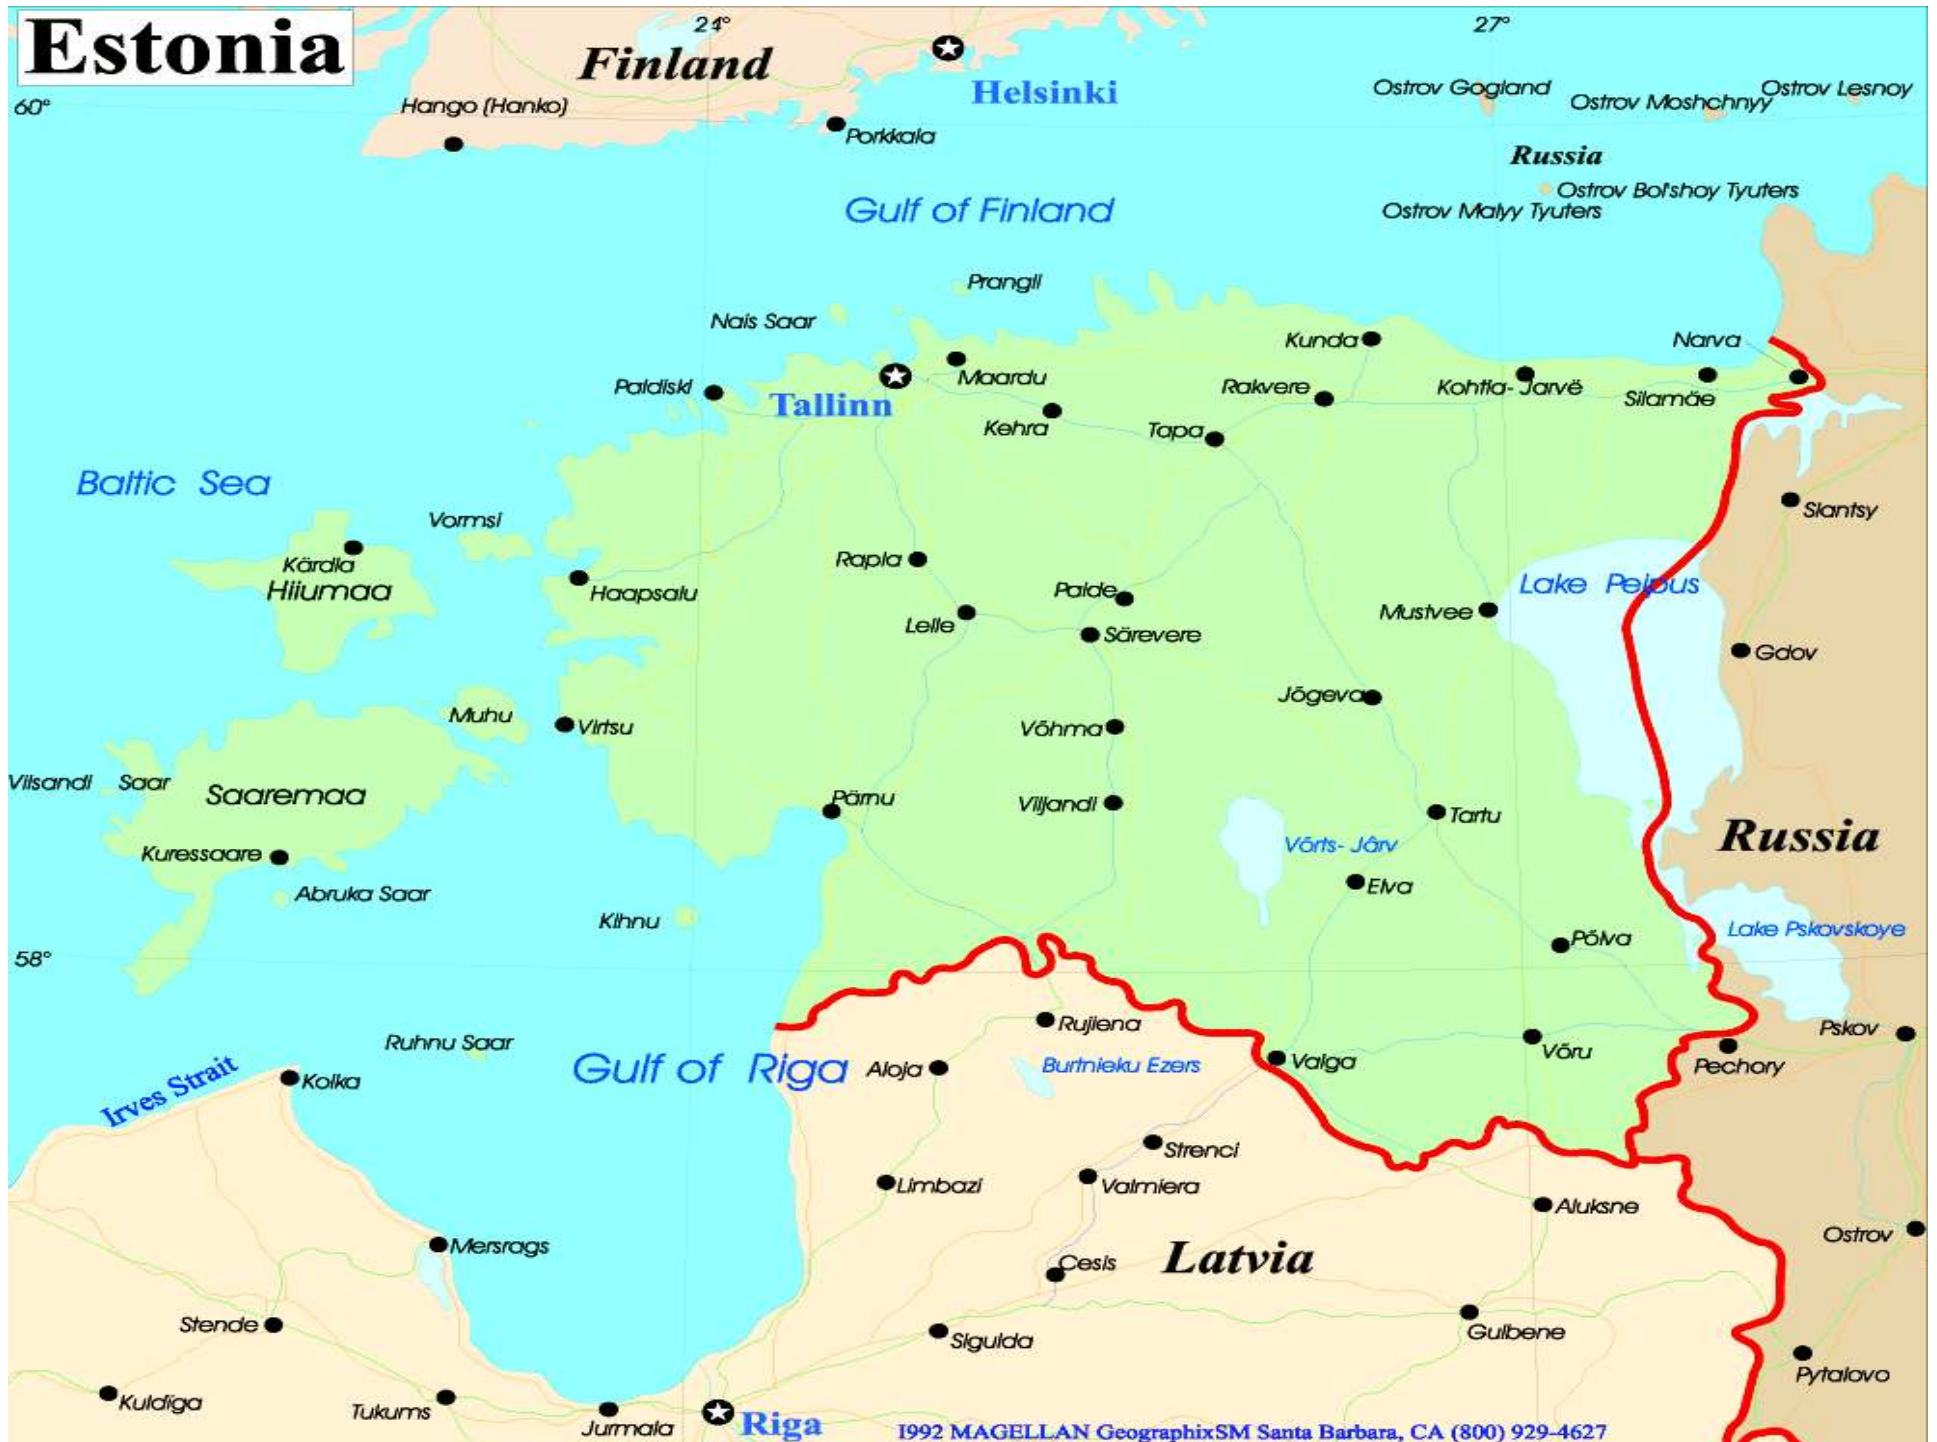 Estonia
24°
27°
Finland
Helsinki
60°
Hango (Hanko)
Porkkala
Ostrov Gogland
Ostrov Moshchnyy
Ostrov Lesnoy
Russia
Ostrov Bol'shoy Tyuters
Ostrov Malyy Tyuters
Gulf of Finland
Prangli
Nais Saar
Kunda
Narva
Paldiski
Tallinn
Maardu
Rakvere
Kohtla- Jarvë
Silamäe
Kehra
Tapa
Baltic Sea
Vormsi
Slantsy
Kärdla
Hiiumaa
Haapsalu
Rapla
Paide
Lake Peipus
Lelle
Särevere
Mustvee
Gdov
Muhu
Virtsu
Võhma
Jõgeva
Vilsandi Saar
Saaremaa
Pärnu
Viljandi
Tartu
Võrts- Järv
Russia
Kuressaare
Abruka Saar
Elva
Kihnu
Põlva
Lake Pskovskoye
58°
Ruhnu Saar
Gulf of Riga
Rujiena
Aloja
Burtnieku Ezers
Valga
Võru
Pskov
Pechory
Irves Strait
Kolka
Strenci
Limbazi
Valmiera
Aluksne
Ostrov
Mersrags
Cesis
Latvia
Stende
Sigulda
Gulbene
Pytalovo
Kuldiga
Tukums
Jurmala
Riga
1992 MAGELLAN GeographixSM Santa Barbara, CA (800) 929-4627